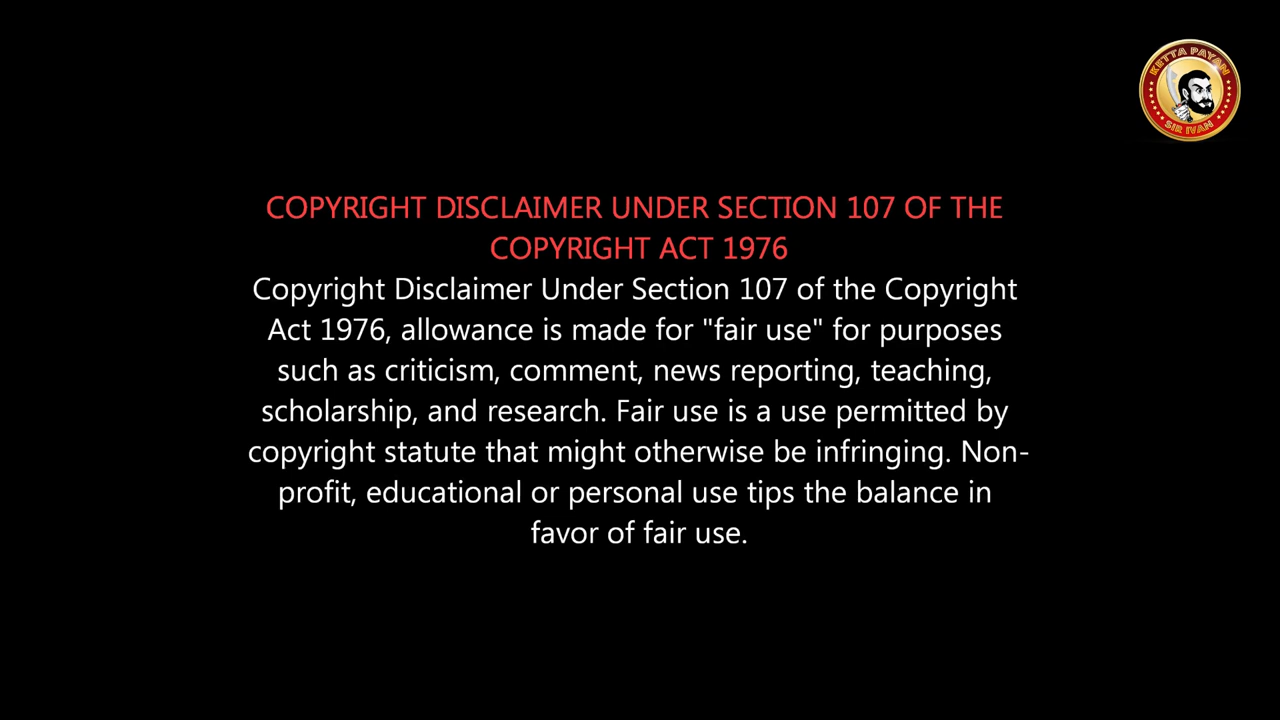 KETTA PAYAN
SIR IVAN
COPYRIGHT DISCLAIMER UNDER SECTION 107 OF THE
COPYRIGHT ACT 1976
Copyright Disclaimer Under Section 107 of the Copyright
Act 1976, allowance is made for "fair use" for purposes
such as criticism, comment, news reporting, teaching,
scholarship, and research. Fair use is a use permitted by
copyright statute that might otherwise be infringing. Non-
profit, educational or personal use tips the balance in
favor of fair use.